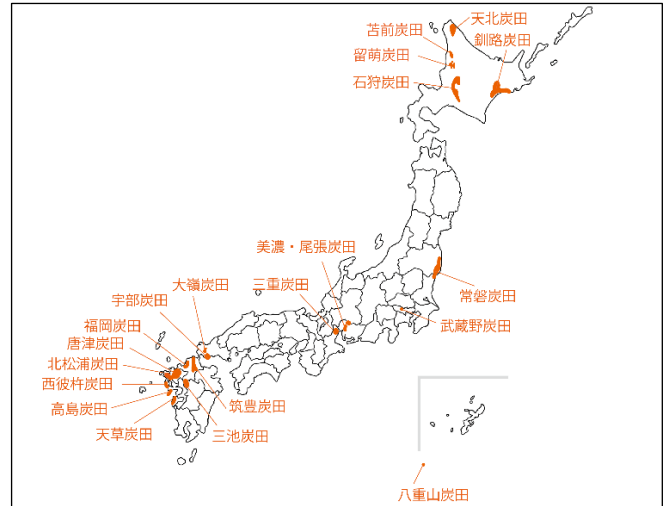 天北炭田
苫前炭田
釧路炭田
留萌炭田
石狩炭田
美濃・尾張炭田
大嶺炭田
三重炭田
宇部炭田
常磐炭田
福岡炭田
武蔵野炭田
唐津炭田
北松浦炭田
西彼杵炭田
高島炭田
筑豊炭田
天草炭田
三池炭田
八重山炭田